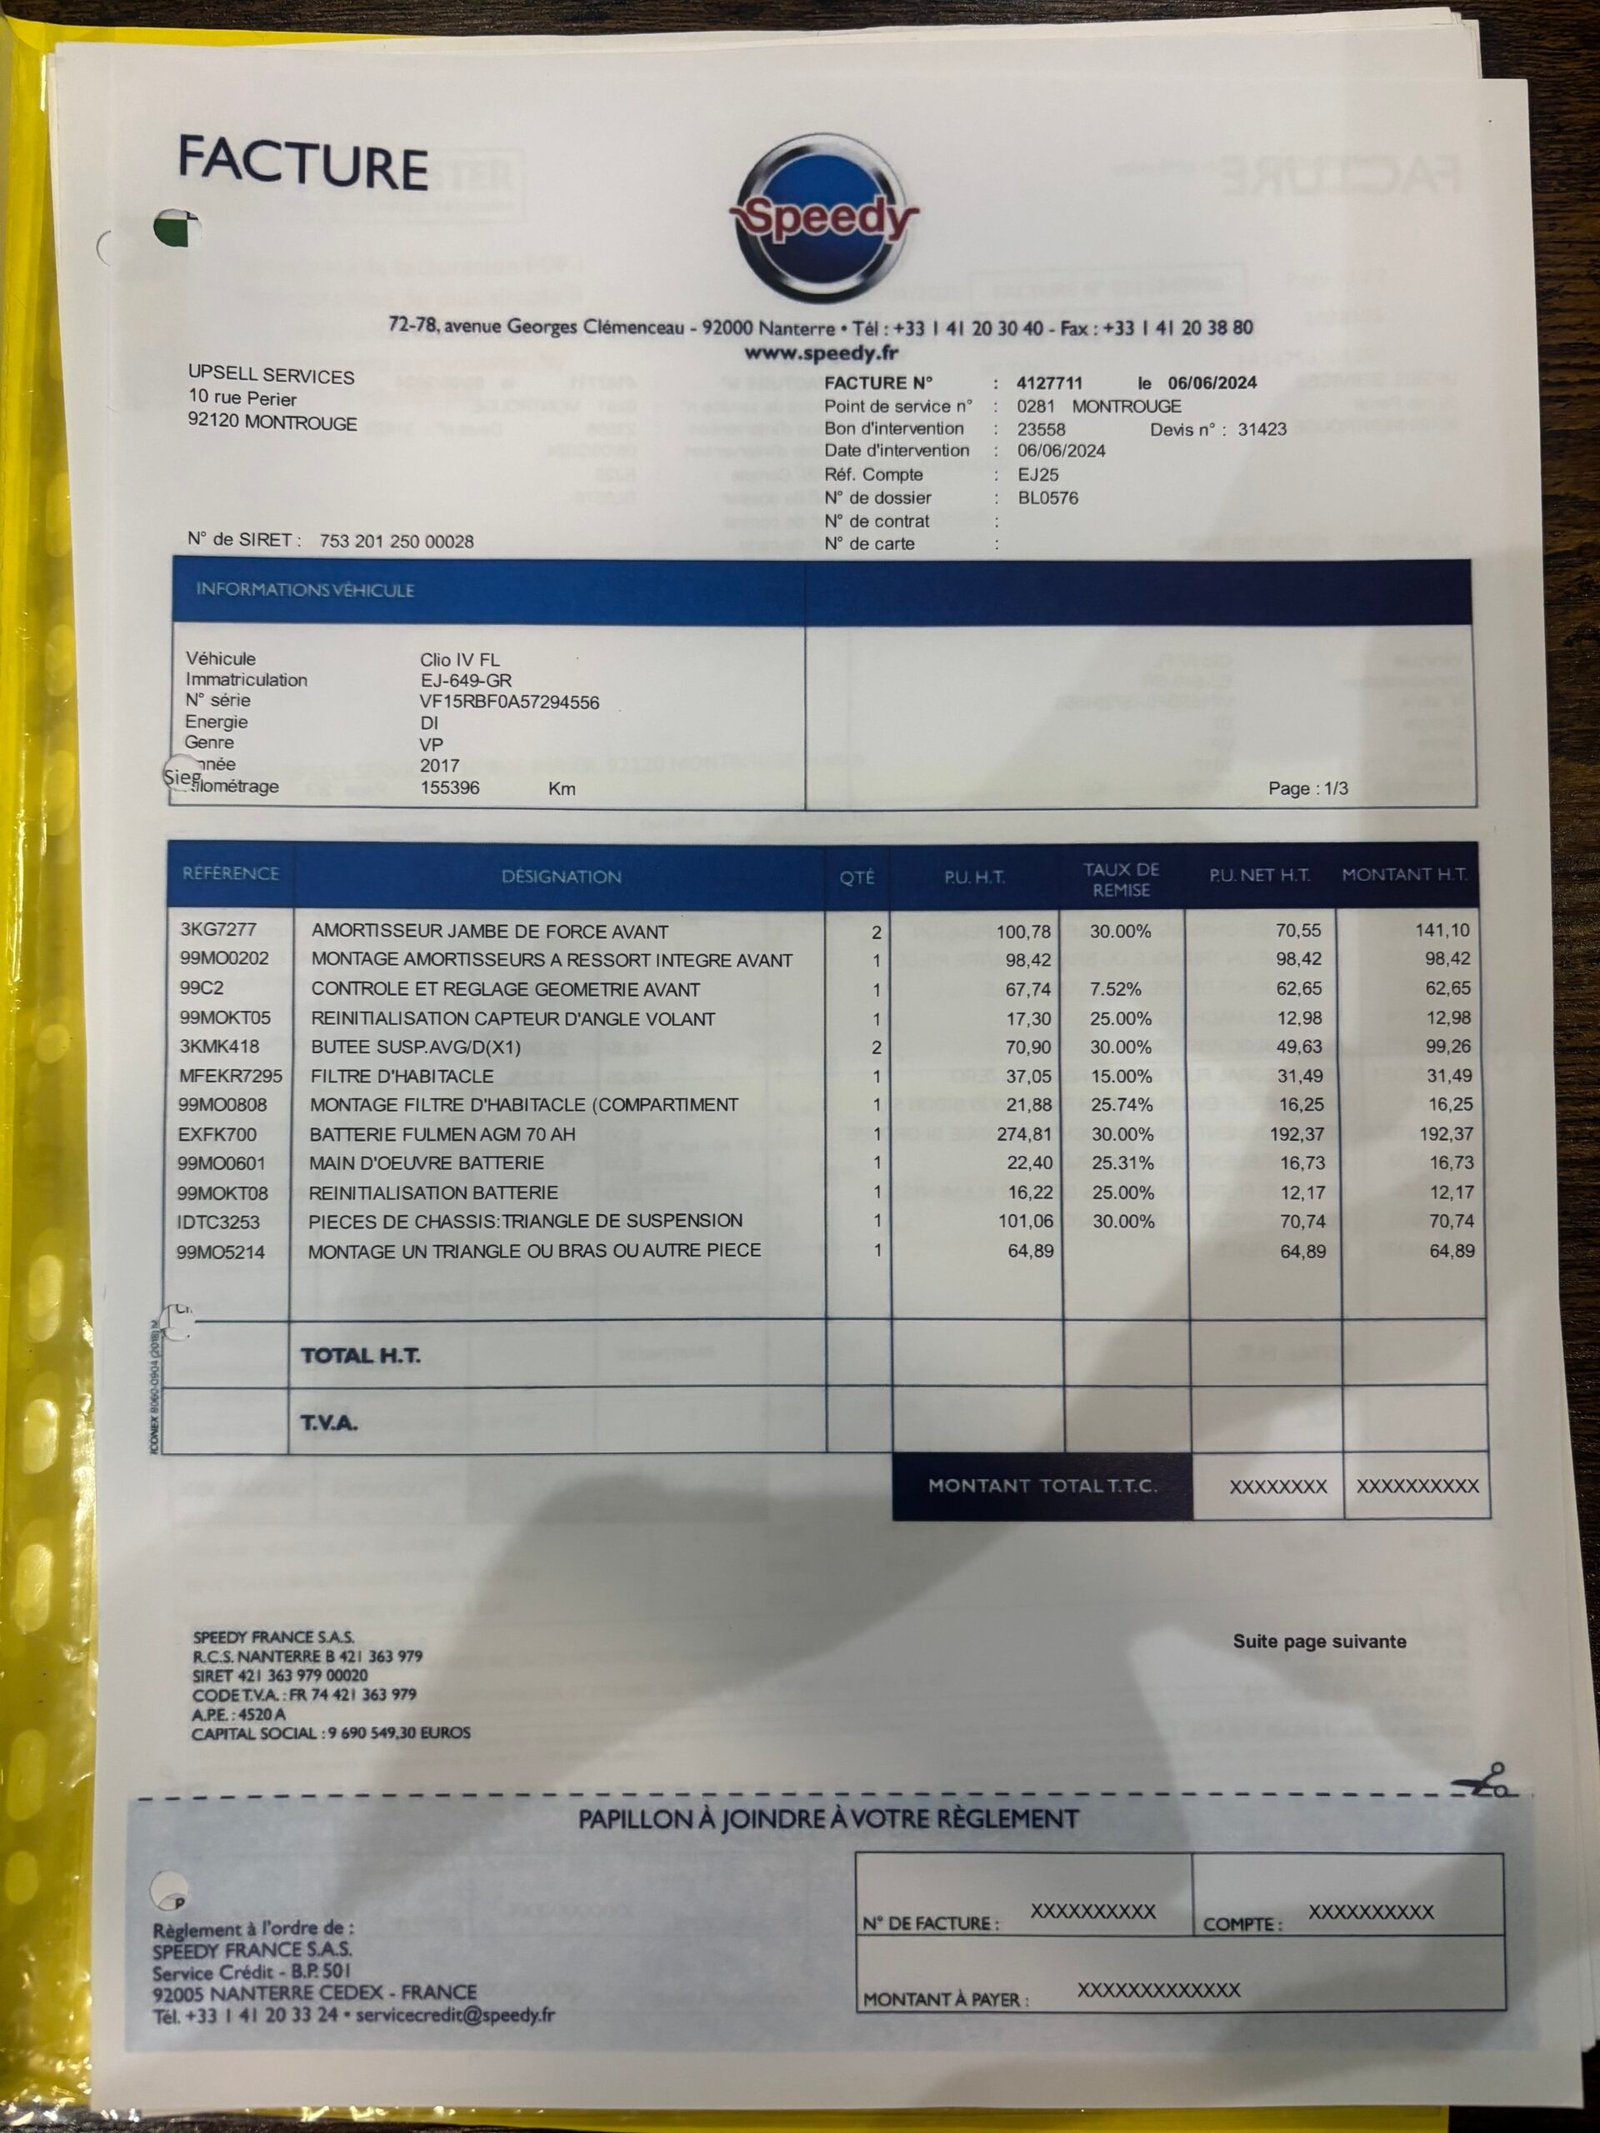 FACTURE
Speedy
72-78, avenue Georges Clémenceau - 92000 Nanterre • Tél : +33 1 41 20 30 40 - Fax : +33 1 41 20 38 80
www.speedy.fr
UPSELL SERVICES
10 rue Perier
92120 MONTROUGE
FACTURE N° : 4127711 le 06/06/2024
Point de service n° : 0281 MONTROUGE
Bon d'intervention : 23558 Devis n° : 31423
Date d'intervention : 06/06/2024
Réf. Compte : EJ25
N° de dossier : BL0576
N° de contrat :
N° de carte :
N° de SIRET : 753 201 250 00028
INFORMATIONS VÉHICULE
Véhicule Clio IV FL
Immatriculation EJ-649-GR
N° série VF15RBF0A57294556
Energie DI
Genre VP
nnée 2017
Sieg
ilométrage 155396 Km Page : 1/3
RÉFÉRENCE DÉSIGNATION QTÉ P.U. H.T. TAUX DE REMISE P.U. NET H.T. MONTANT H.T.
3KG7277 AMORTISSEUR JAMBE DE FORCE AVANT 2 100,78 30.00% 70,55 141,10
99MO0202 MONTAGE AMORTISSEURS A RESSORT INTEGRE AVANT 1 98,42 98,42 98,42
99C2 CONTROLE ET REGLAGE GEOMETRIE AVANT 1 67,74 7.52% 62,65 62,65
99MOKT05 REINITIALISATION CAPTEUR D'ANGLE VOLANT 1 17,30 25.00% 12,98 12,98
3KMK418 BUTEE SUSP.AVG/D(X1) 2 70,90 30.00% 49,63 99,26
MFEKR7295 FILTRE D'HABITACLE 1 37,05 15.00% 31,49 31,49
99MO0808 MONTAGE FILTRE D'HABITACLE (COMPARTIMENT 1 21,88 25.74% 16,25 16,25
EXFK700 BATTERIE FULMEN AGM 70 AH 1 274,81 30.00% 192,37 192,37
99MO0601 MAIN D'OEUVRE BATTERIE 1 22,40 25.31% 16,73 16,73
99MOKT08 REINITIALISATION BATTERIE 1 16,22 25.00% 12,17 12,17
IDTC3253 PIECES DE CHASSIS:TRIANGLE DE SUSPENSION 1 101,06 30.00% 70,74 70,74
99MO5214 MONTAGE UN TRIANGLE OU BRAS OU AUTRE PIECE 1 64,89 64,89 64,89
TOTAL H.T.
T.V.A.
MONTANT TOTAL T.T.C. XXXXXXXX XXXXXXXXXX
ICONEX 8060-0904 (2018)
SPEEDY FRANCE S.A.S.
R.C.S. NANTERRE B 421 363 979
SIRET 421 363 979 00020
CODE T.V.A. : FR 74 421 363 979
A.P.E. : 4520 A
CAPITAL SOCIAL : 9 690 549,30 EUROS
Suite page suivante
PAPILLON À JOINDRE À VOTRE RÈGLEMENT
Règlement à l'ordre de :
SPEEDY FRANCE S.A.S.
Service Crédit - B.P. 501
92005 NANTERRE CEDEX - FRANCE
Tél. +33 1 41 20 33 24 • servicecredit@speedy.fr
N° DE FACTURE : XXXXXXXXXX COMPTE : XXXXXXXXXX
MONTANT À PAYER : XXXXXXXXXXXXX